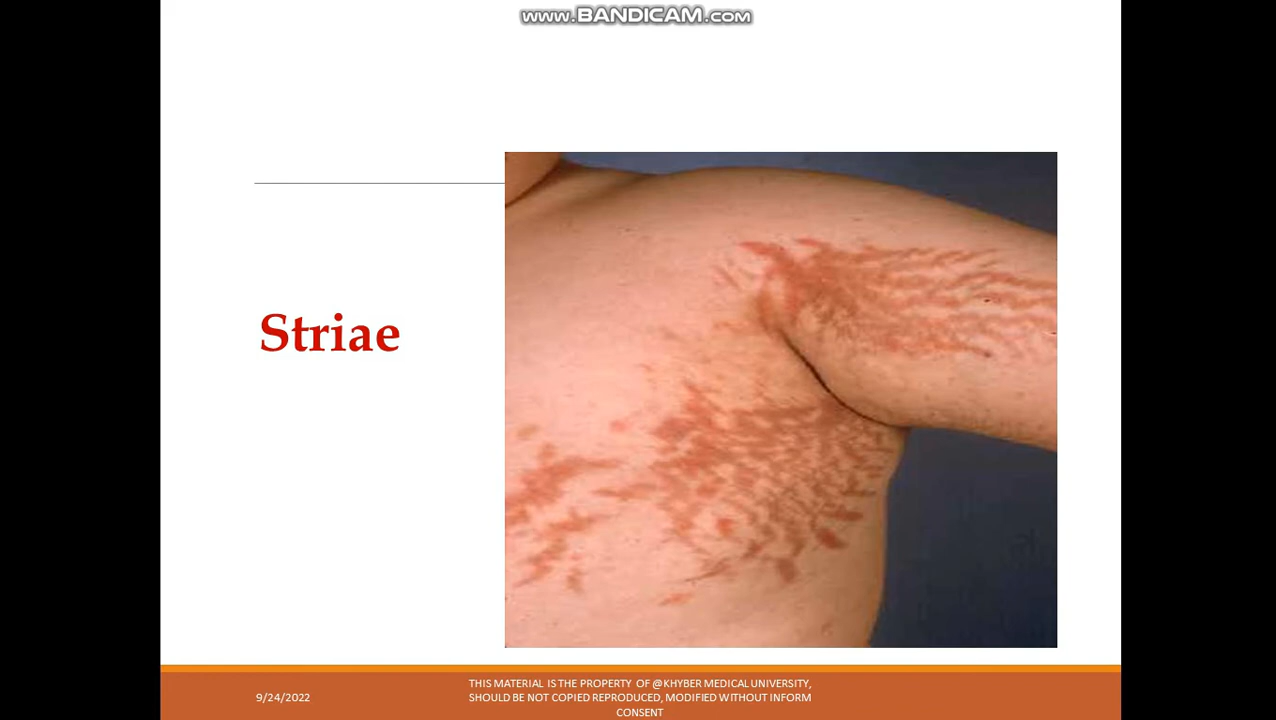 www.BANDICAM.com
Striae
9/24/2022
THIS MATERIAL IS THE PROPERTY OF @KHYBER MEDICAL UNIVERSITY,
SHOULD BE NOT COPIED REPRODUCED, MODIFIED WITHOUT INFORM
CONSENT